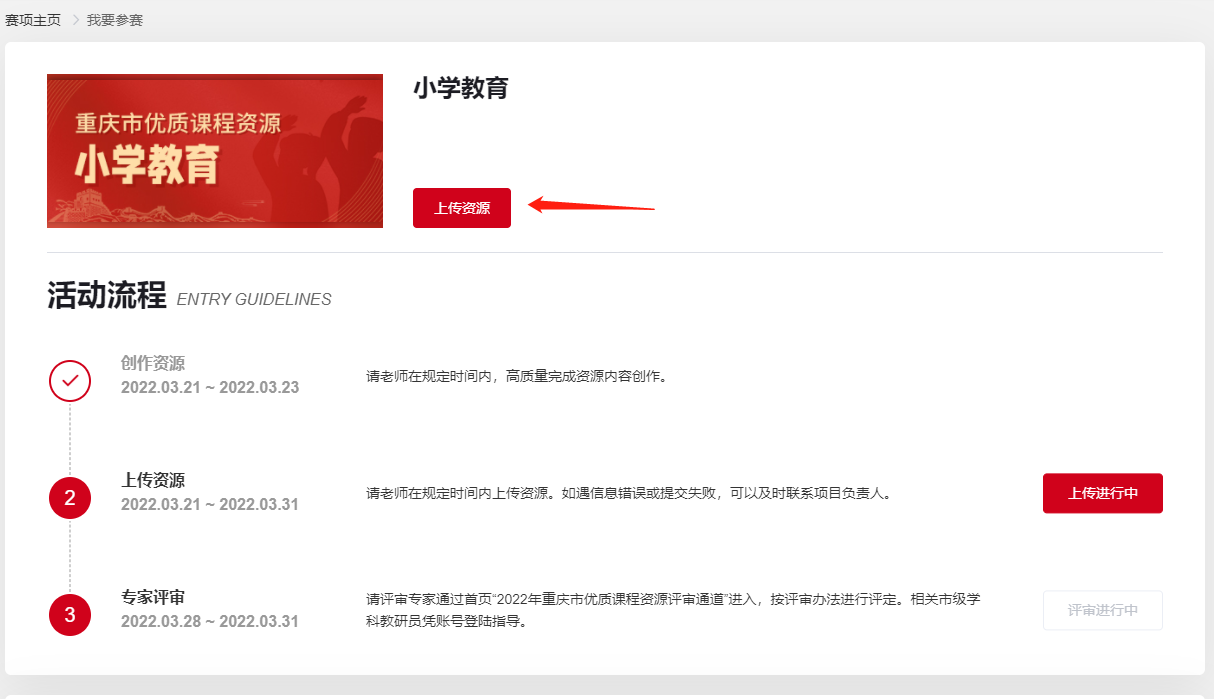 赛项主页 > 我要参赛
重庆市优质课程资源
小学教育
小学教育
上传资源
活动流程 ENTRY GUIDELINES
创作资源
2022.03.21 ~ 2022.03.23
请老师在规定时间内，高质量完成资源内容创作。
2
上传资源
2022.03.21 ~ 2022.03.31
请老师在规定时间内上传资源。如遇信息错误或提交失败，可以及时联系项目负责人。
上传进行中
3
专家评审
2022.03.28 ~ 2022.03.31
请评审专家通过首页“2022年重庆市优质课程资源评审通道”进入，按评审办法进行评定。相关市级学
科教研员凭账号登陆指导。
评审进行中